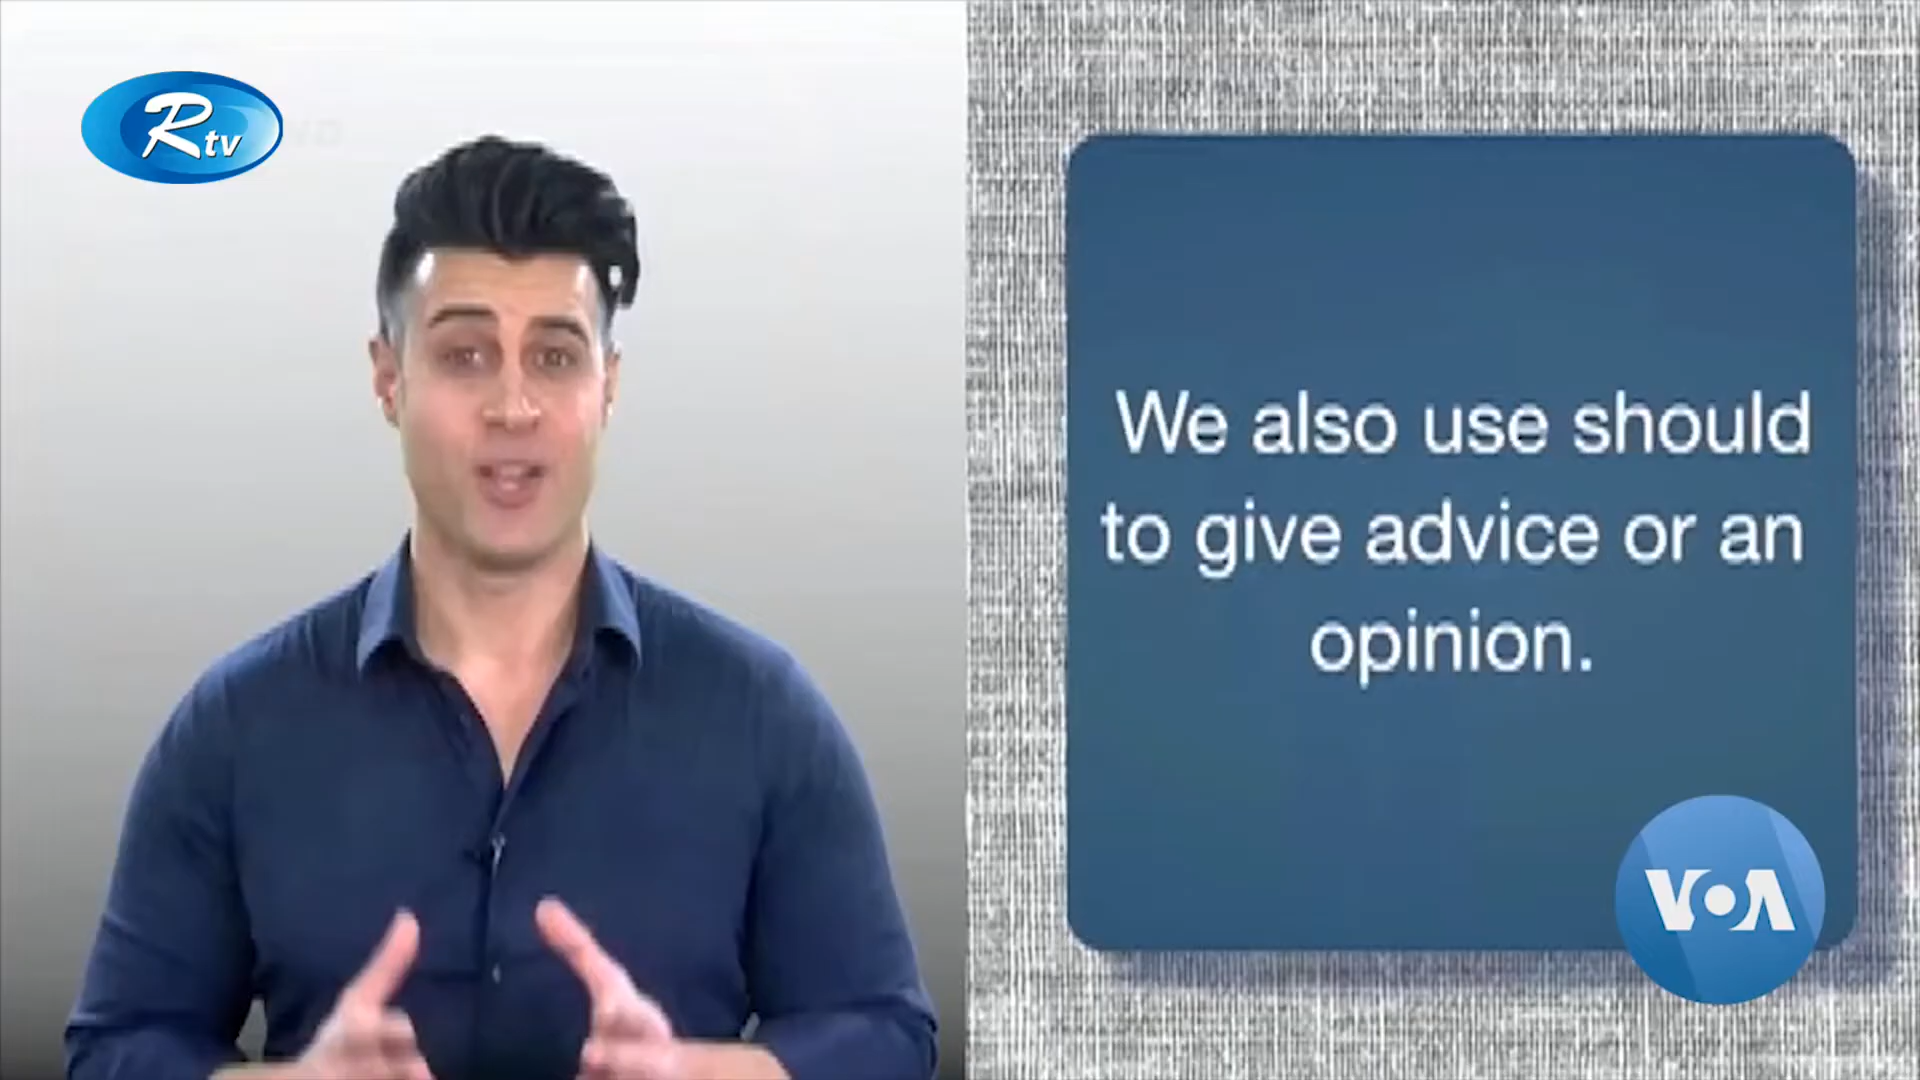 Rtv
We also use should
to give advice or an
opinion.
VOA